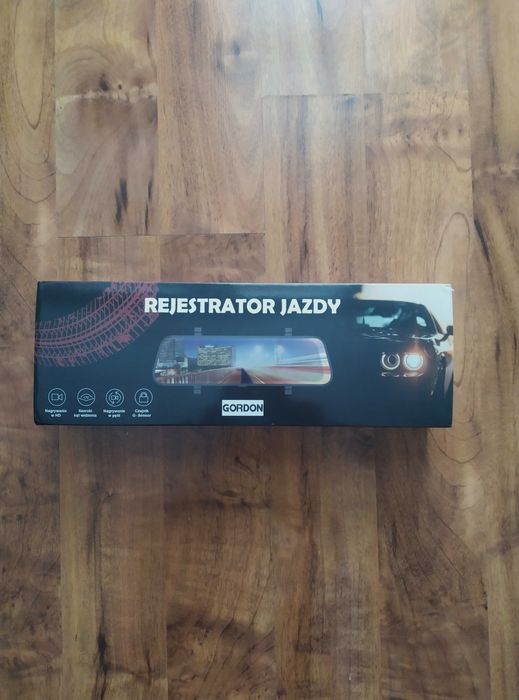 REJESTRATOR JAZDY
GORDON
Nagrywanie
w HD
Szeroki
kąt widzenia
Nagrywanie
w pętli
Czujnik
G- Sensor